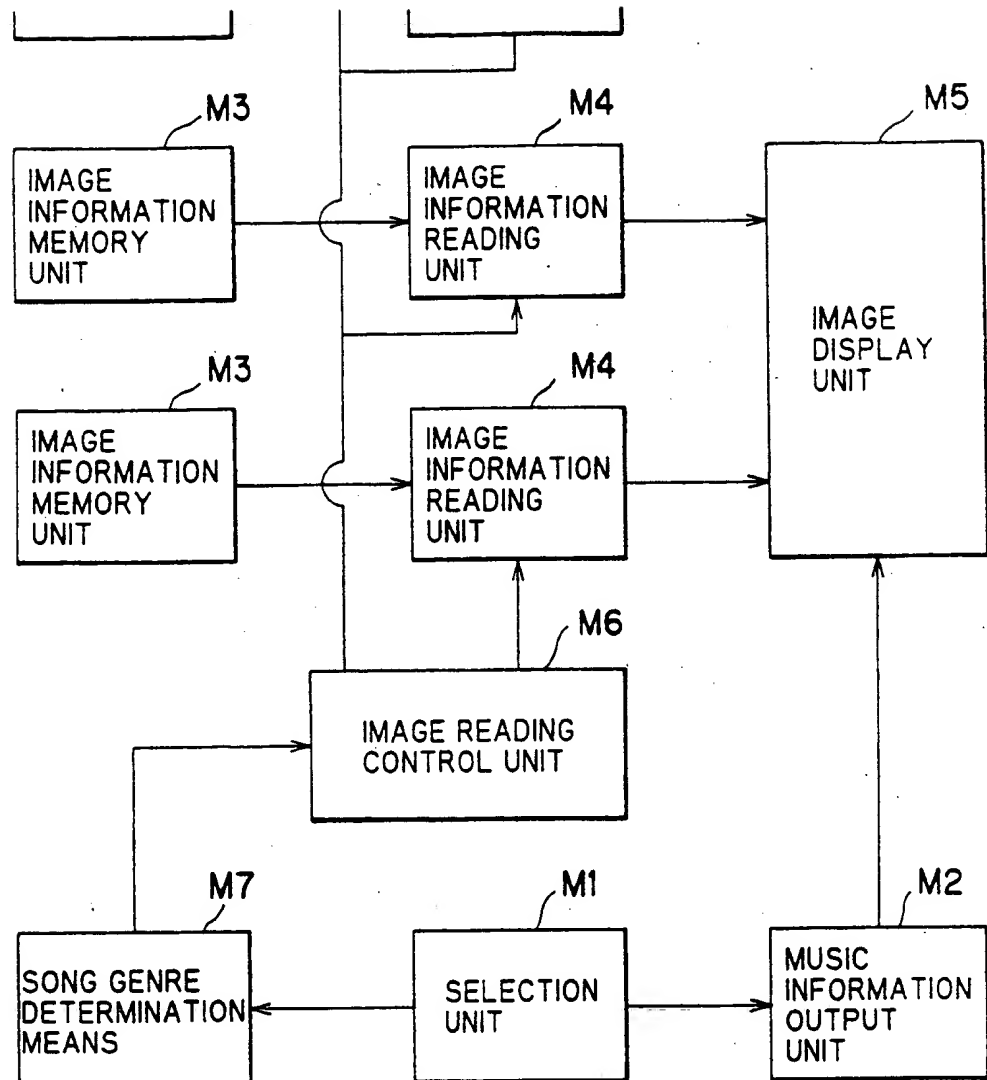 M3
M4
M5
IMAGE
INFORMATION
MEMORY
UNIT
IMAGE
INFORMATION
READING
UNIT
IMAGE
DISPLAY
UNIT
M3
M4
IMAGE
INFORMATION
MEMORY
UNIT
IMAGE
INFORMATION
READING
UNIT
M6
IMAGE READING
CONTROL UNIT
M7
M1
M2
SONG GENRE
DETERMINATION
MEANS
SELECTION
UNIT
MUSIC
INFORMATION
OUTPUT
UNIT